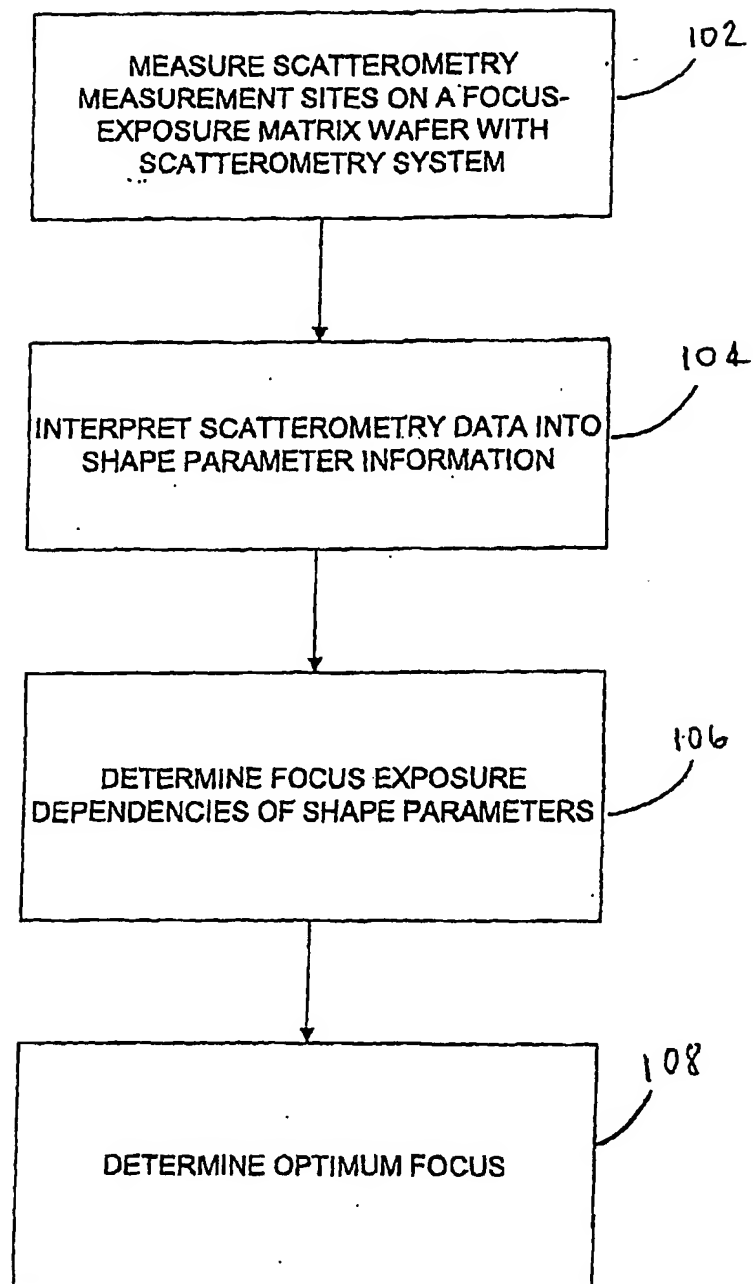 102
MEASURE SCATTEROMETRY
MEASUREMENT SITES ON A FOCUS-
EXPOSURE MATRIX WAFER WITH
SCATTEROMETRY SYSTEM
104
INTERPRET SCATTEROMETRY DATA INTO
SHAPE PARAMETER INFORMATION
106
DETERMINE FOCUS EXPOSURE
DEPENDENCIES OF SHAPE PARAMETERS
108
DETERMINE OPTIMUM FOCUS